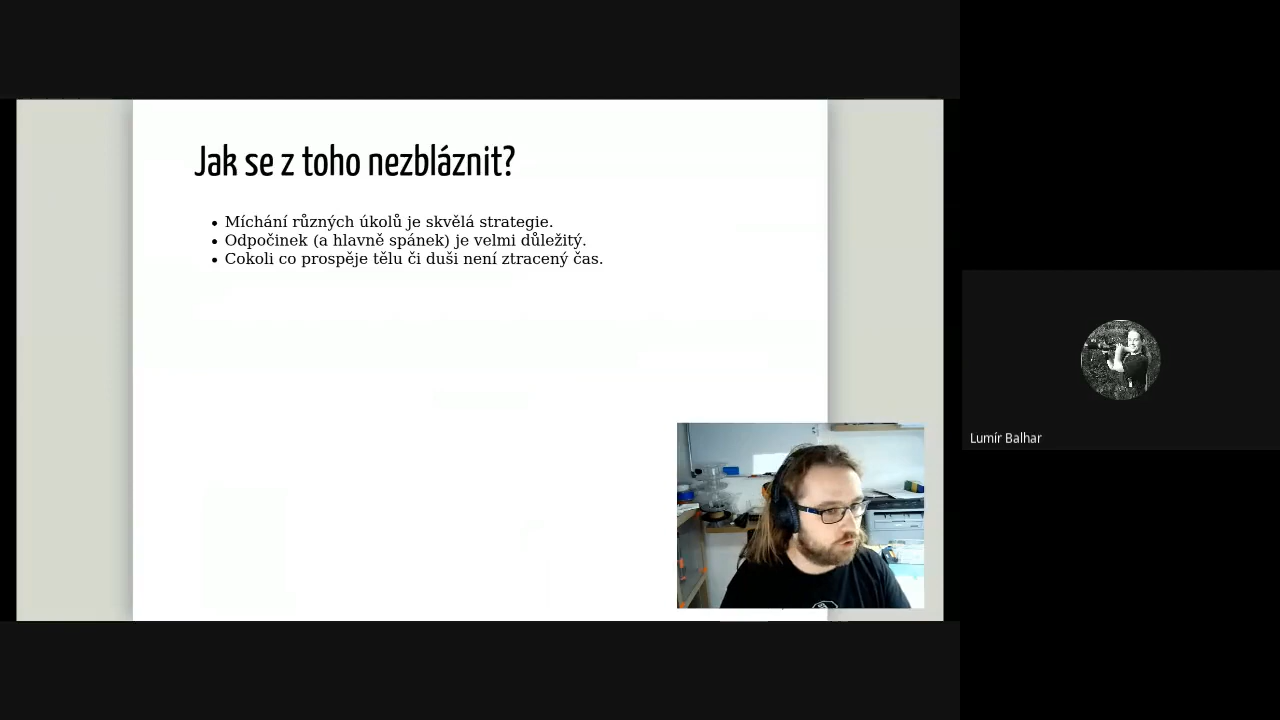 Jak se z toho nezbláznit?
Míchání různých úkolů je skvělá strategie.
Odpočinek (a hlavně spánek) je velmi důležitý.
Cokoli co prospěje tělu či duši není ztracený čas.
Lumír Balhar